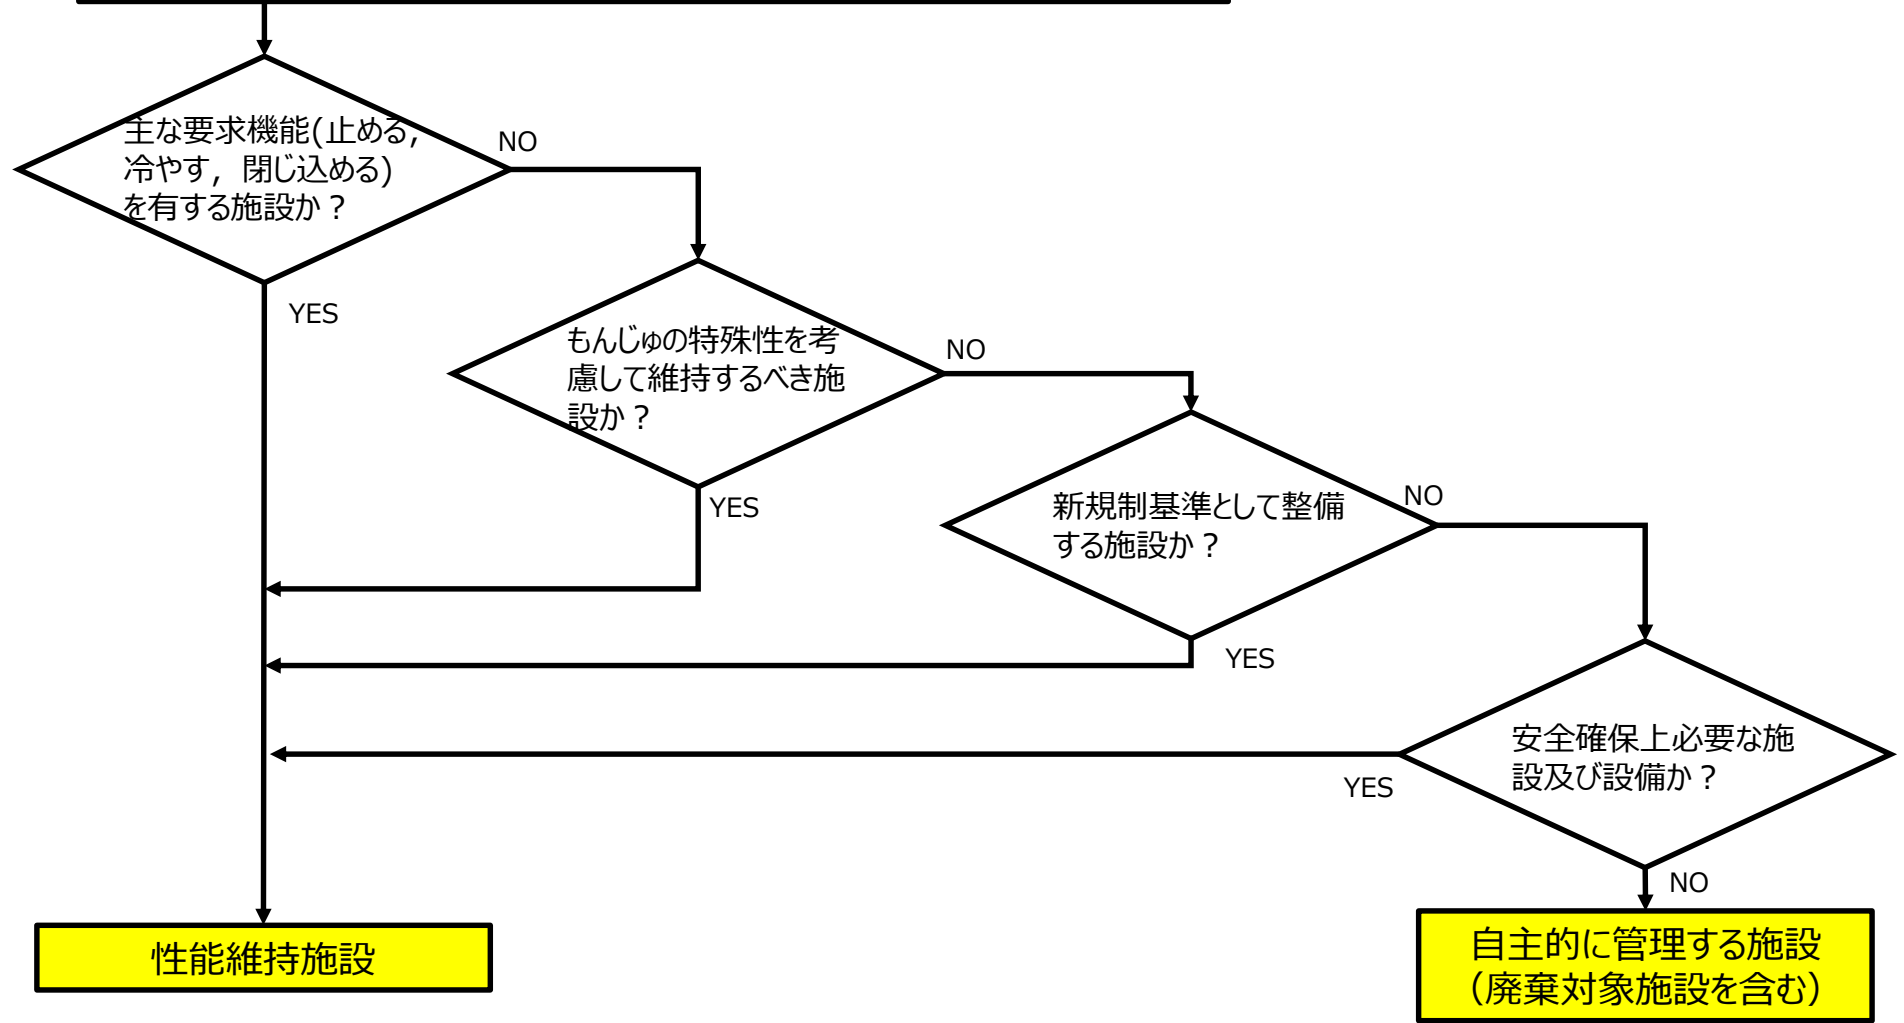 主な要求機能(止める,
冷やす，閉じ込める)
を有する施設か？
NO
YES
もんじゅの特殊性を考
慮して維持するべき施
設か？
NO
YES
新規制基準として整備
する施設か？
NO
YES
安全確保上必要な施
設及び設備か？
YES
NO
性能維持施設
自主的に管理する施設
（廃棄対象施設を含む）